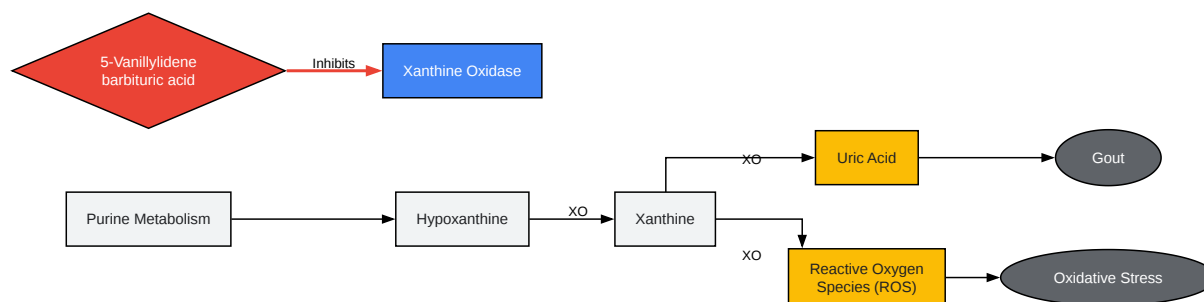 5-Vanillylidene
barbituric acid
Inhibits
Xanthine Oxidase
XO
Uric Acid
Gout
Purine Metabolism
Hypoxanthine
XO
Xanthine
XO
Reactive Oxygen
Species (ROS)
Oxidative Stress